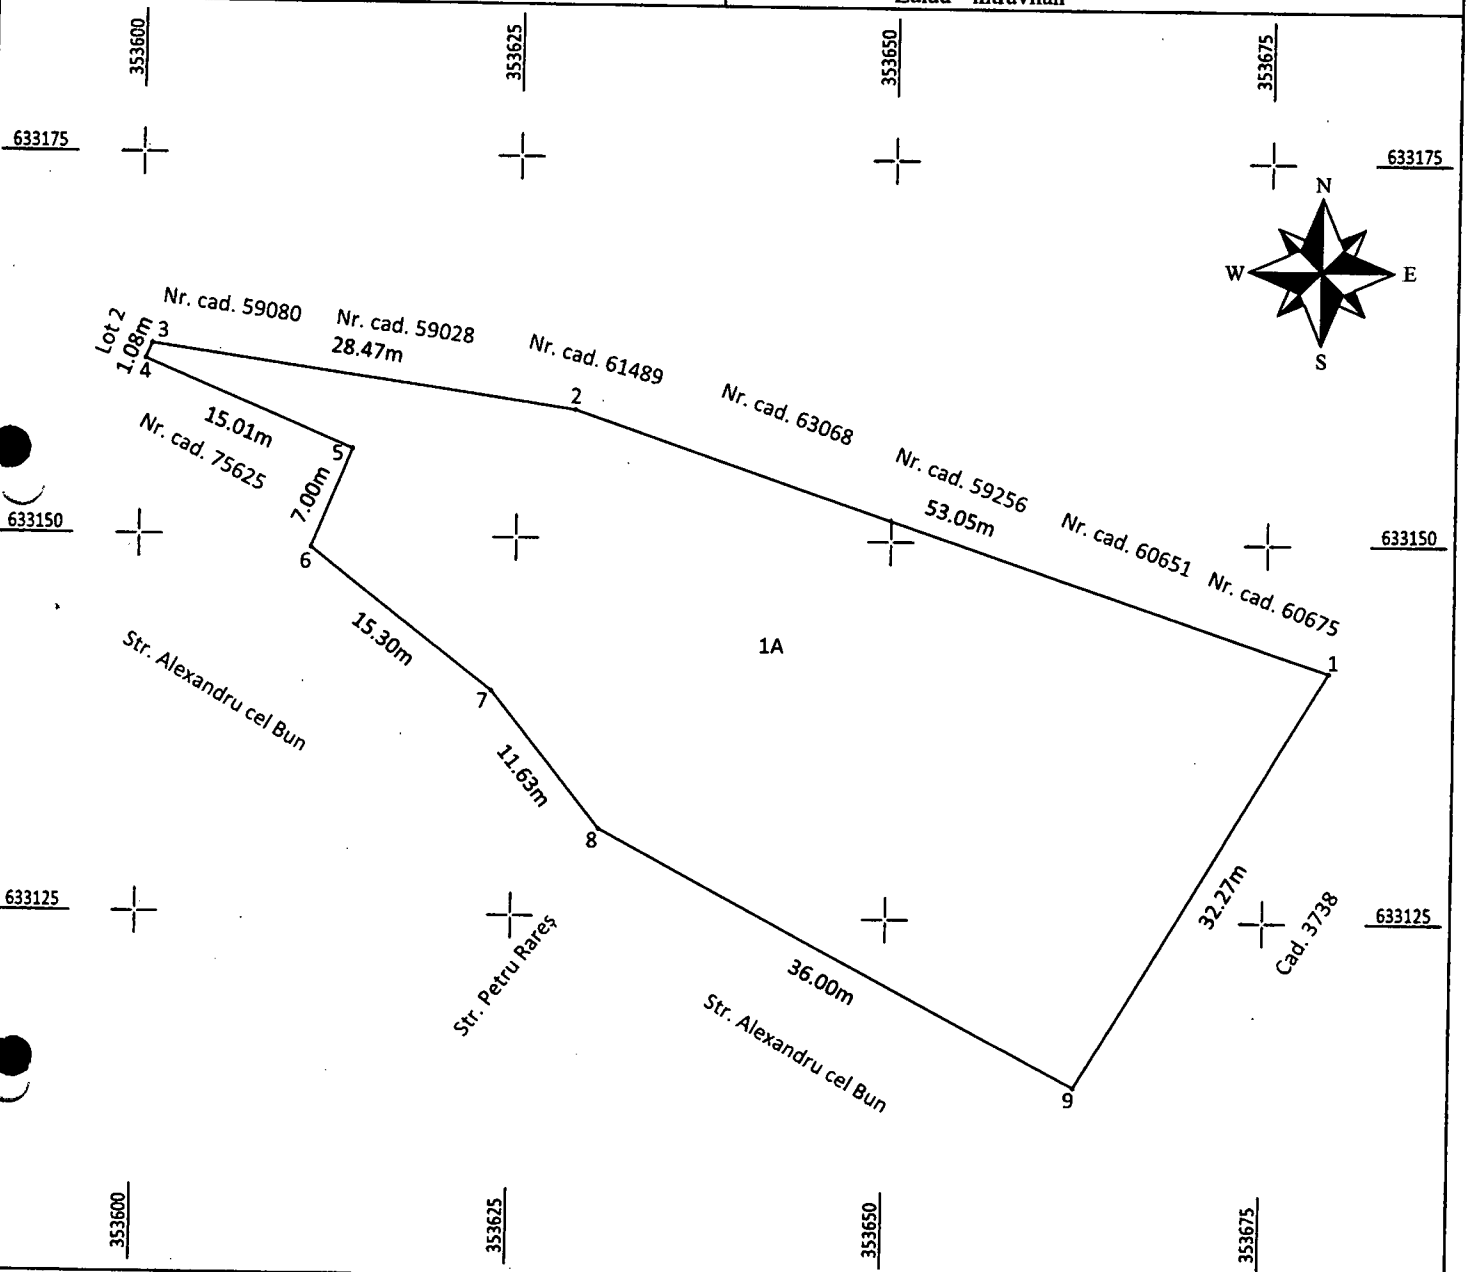 353600
353625
353650
353675
633175
633175
N
W
E
S
Lot 2
1.08m
3
4
Nr. cad. 59080
Nr. cad. 59028
28.47m
Nr. cad. 61489
2
Nr. cad. 63068
Nr. cad. 59256
53.05m
Nr. cad. 60651
Nr. cad. 60675
1
15.01m
Nr. cad. 75625
5
7.00m
6
633150
633150
15.30m
Str. Alexandru cel Bun
1A
7
11.63m
8
633125
633125
32.27m
Cad. 3738
Str. Petru Rareș
36.00m
Str. Alexandru cel Bun
9
353600
353625
353650
353675